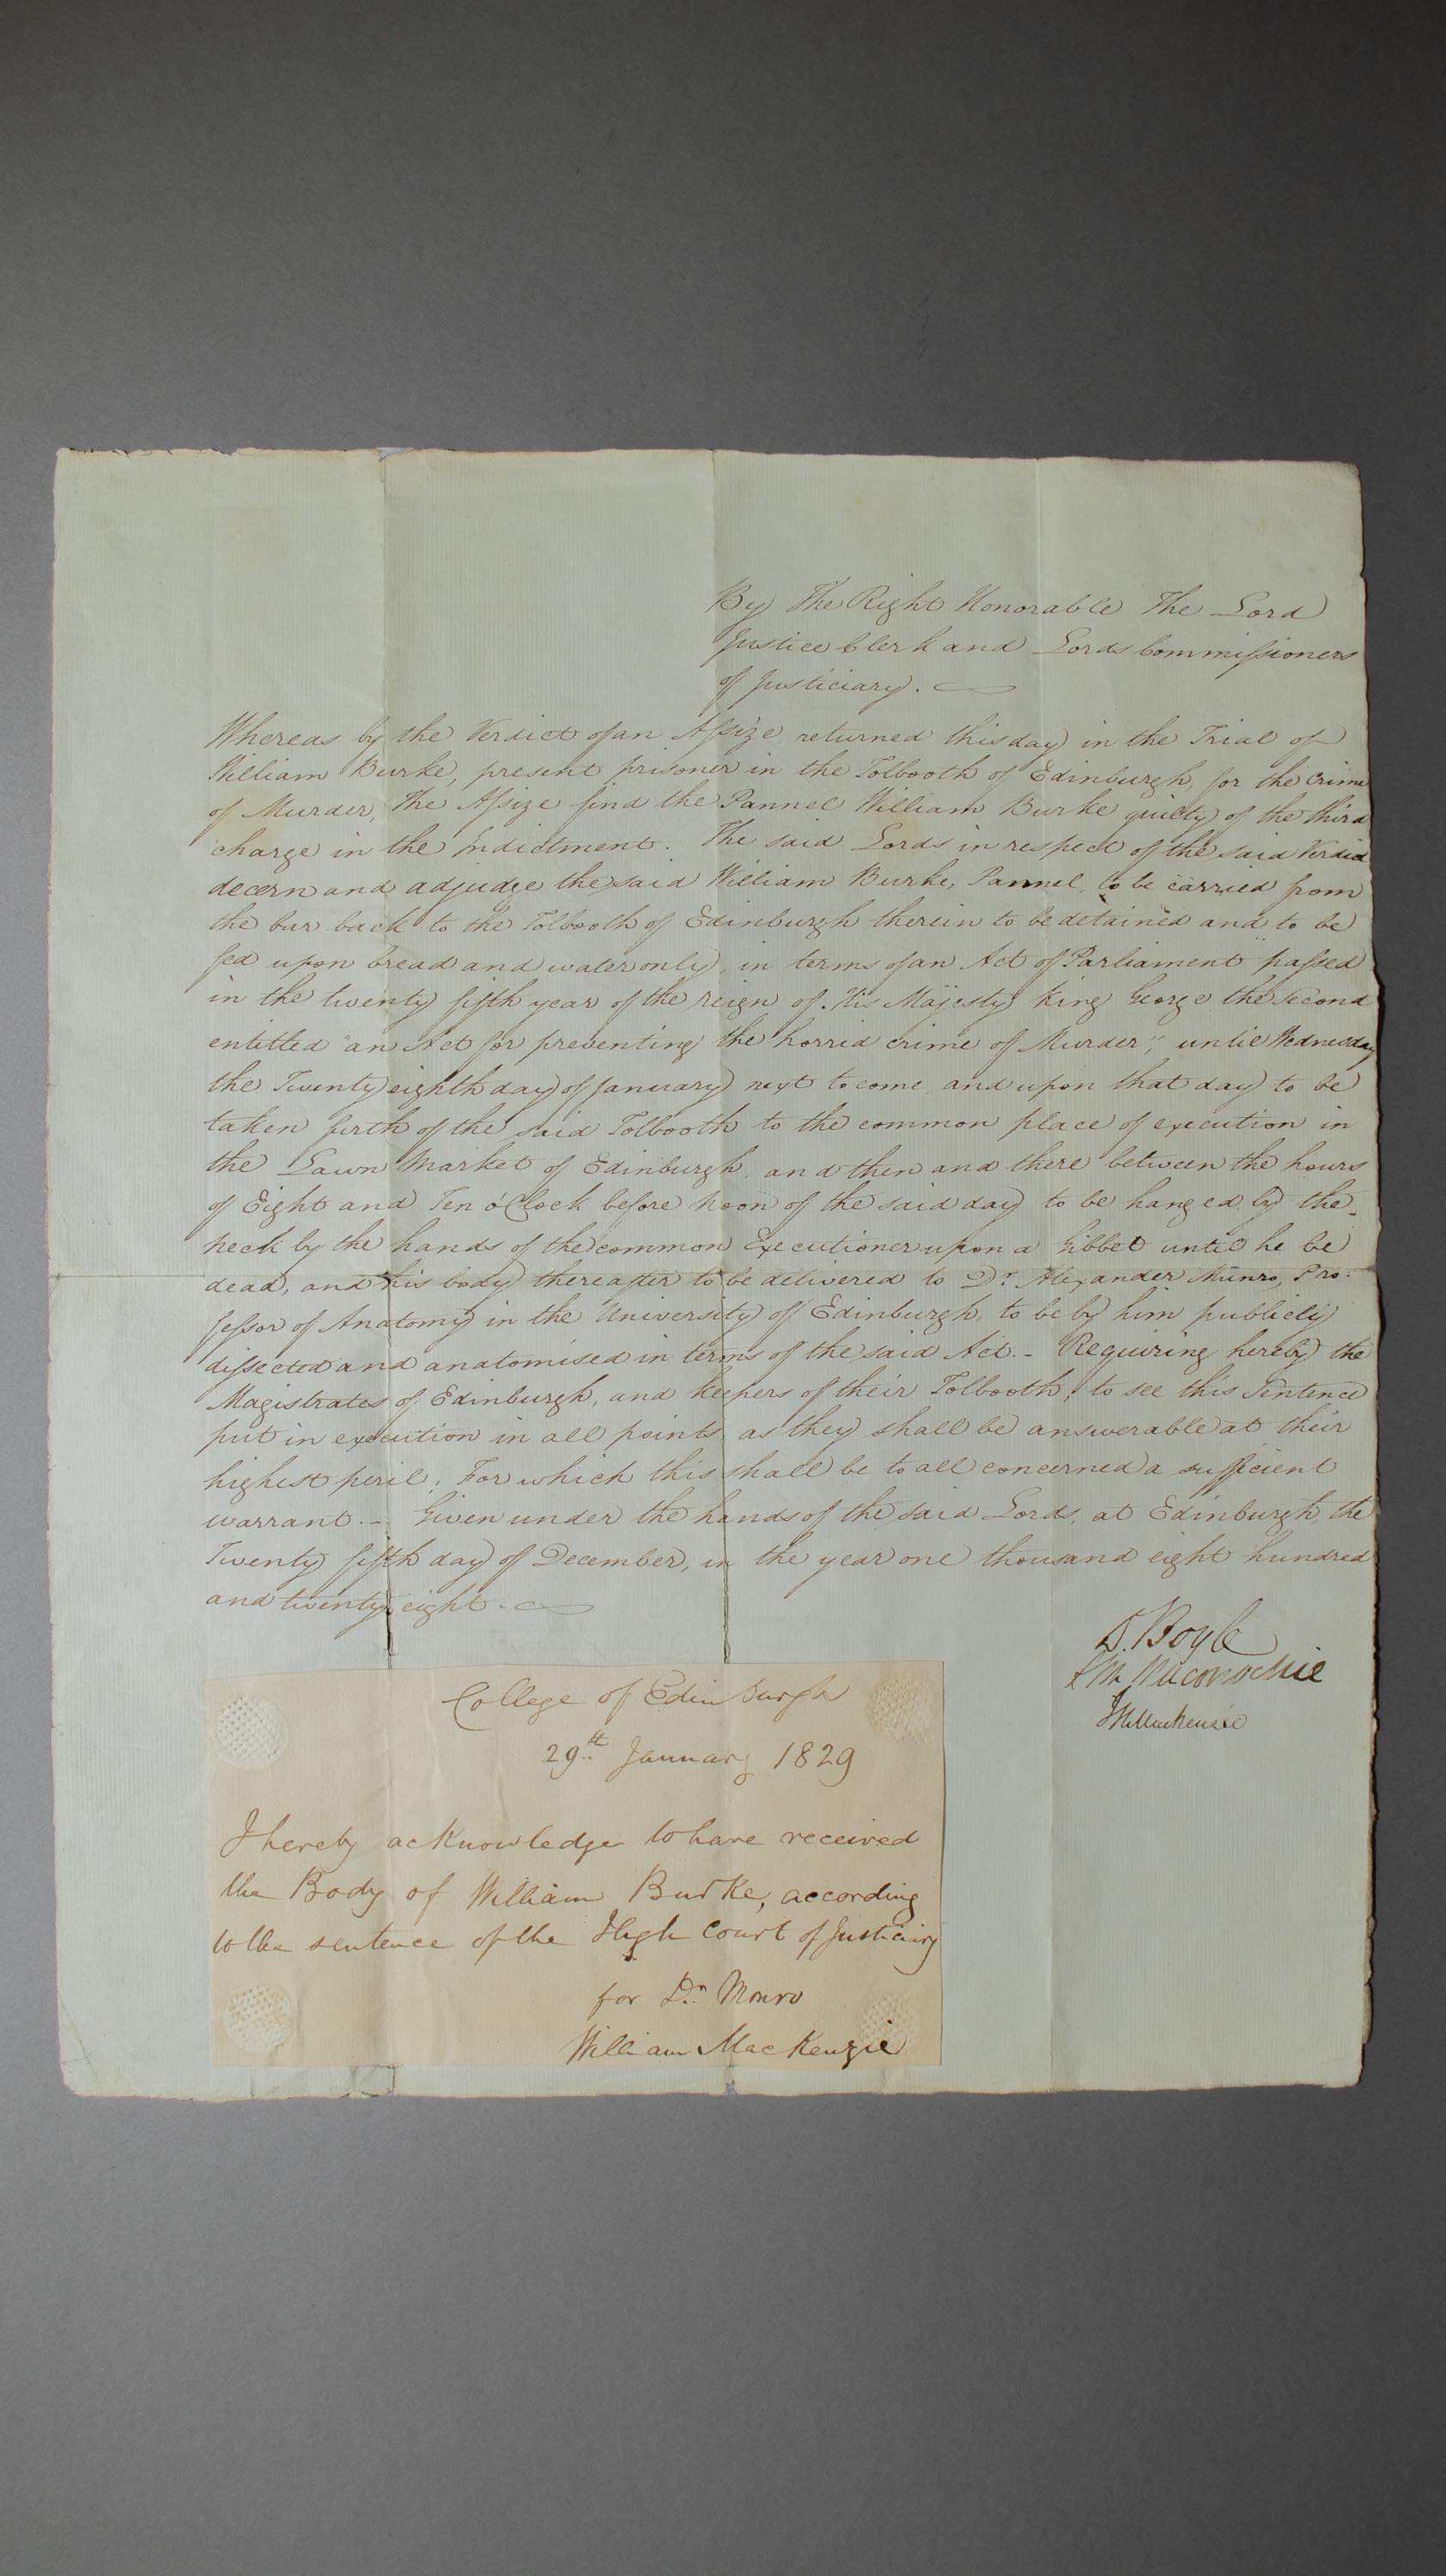 By The Right Honorable The Lord
Justice Clerk and Lords Commissioners
of Justiciary.
Whereas by the Verdict of an Assize returned this day in the Trial of
William Burke, present prisoner in the Tolbooth of Edinburgh, for the crime
of Murder, The Assize find the Pannel William Burke guilty of the third
charge in the Indictment. The said Lords in respect of the said Verdict
decern and adjudge the said William Burke, Pannel, to be carried from
the bar back to the Tolbooth of Edinburgh therein to be detained and to be
fed upon bread and water only, in terms of an Act of Parliament passed
in the twenty fifth year of the reign of His Majesty King George the Second
entitled "an Act for preventing the horrid crime of Murder", until Wednesday
the Twenty eighth day of January next to come and upon that day to be
taken furth of the said Tolbooth to the common place of execution in
the Lawn Market of Edinburgh, and then and there between the hours
of Eight and Ten o'Clock before noon of the said day to be hanged by the
neck by the hands of the common Executioner upon a Gibbet until he be
dead, and his body thereafter to be delivered to Dr. Alexander Munro, Pro:
fessor of Anatomy in the University of Edinburgh, to be by him publicly
dissected and anatomised in terms of the said Act. - Requiring hereby the
Magistrates of Edinburgh, and Keepers of their Tolbooth, to see this Sentence
put in execution in all points as they shall be answerable at their
highest peril; For which this shall be to all concerned a sufficient
warrant. - Given under the hands of the said Lords, at Edinburgh, the
Twenty fifth day of December, in the year one thousand eight hundred
and twenty eight.
D. Boyle
Maconochie
JHMackenzie
College of Edinburgh
29th January 1829
I hereby acknowledge to have received
the Body of William Burke, according
to the sentence of the High Court of Justiciary
for Dr. Monro
William MacKenzie